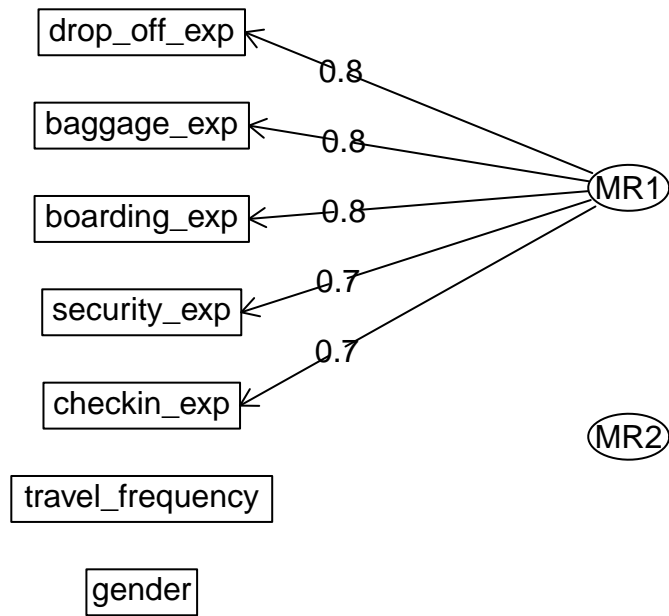 drop_off_exp
0.8
baggage_exp
0.8
MR1
boarding_exp
0.8
security_exp
0.7
0.7
checkin_exp
MR2
travel_frequency
gender